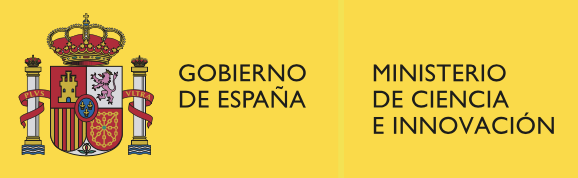 PLVS
VLTRA
GOBIERNO
DE ESPAÑA
MINISTERIO
DE CIENCIA
E INNOVACIÓN